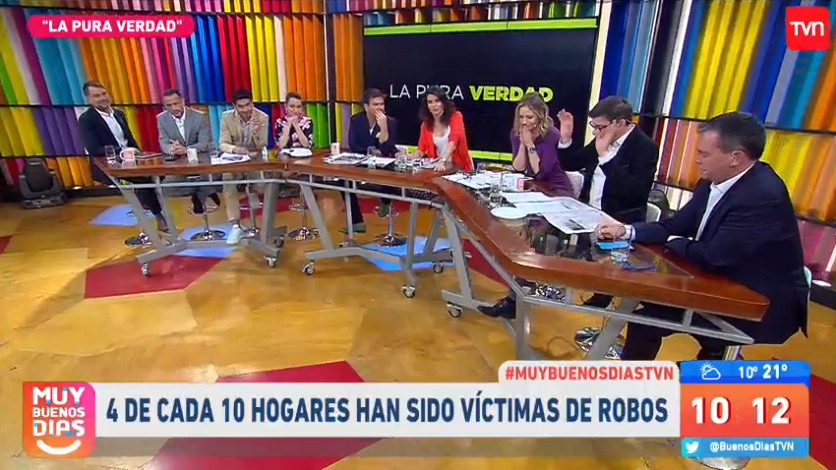 "LA PURA VERDAD"
TVN
LA PURA VERDAD
#MUYBUENOSDIASTVN
10° 21°
MUY
BUENOS
DÍAS
4 DE CADA 10 HOGARES HAN SIDO VÍCTIMAS DE ROBOS
10 12
@BuenosDiasTVN